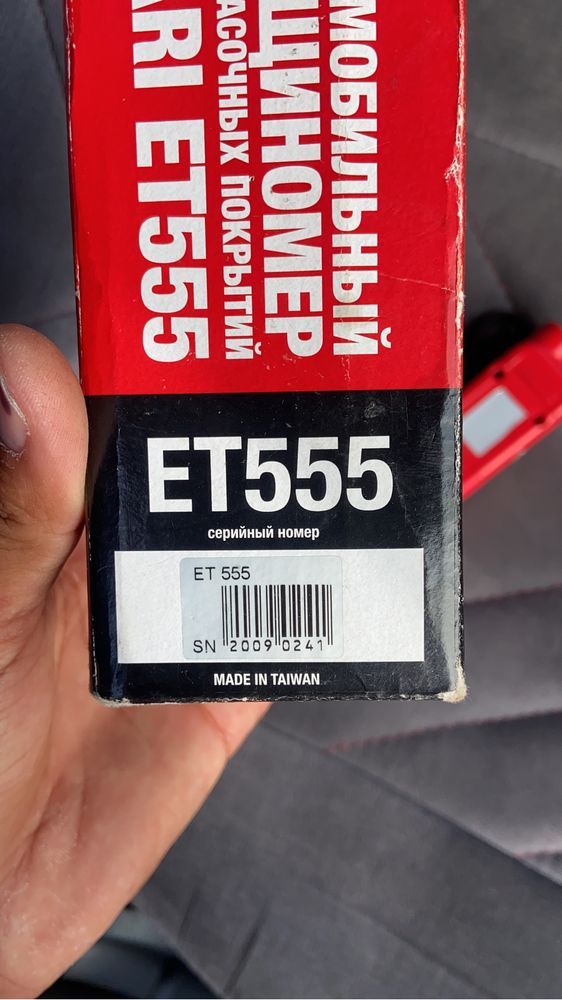 МОБИЛЬНЫЙ
ЩИНОМЕР
АСОЧНЫХ ПОКРЫТИЙ
ARI ET555
ET555
серийный номер
ET 555
SN 2009 0241
MADE IN TAIWAN